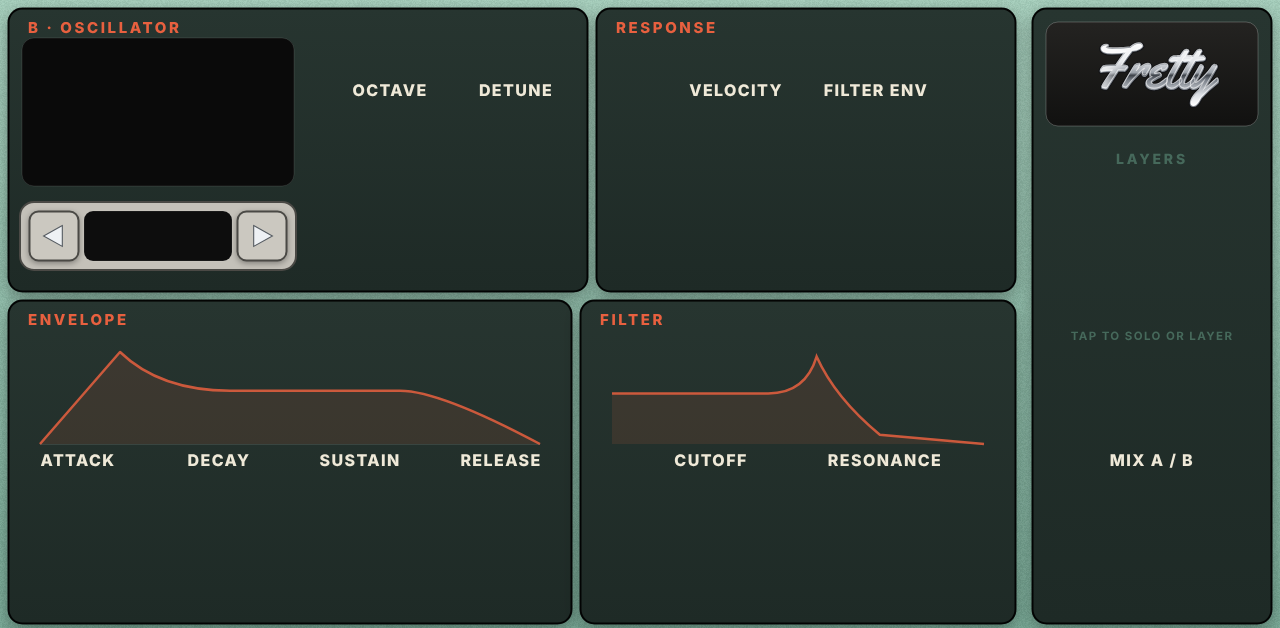 B · OSCILLATOR
OCTAVE DETUNE
RESPONSE
VELOCITY FILTER ENV
Fretty
LAYERS
TAP TO SOLO OR LAYER
MIX A / B
ENVELOPE
ATTACK DECAY SUSTAIN RELEASE
FILTER
CUTOFF RESONANCE